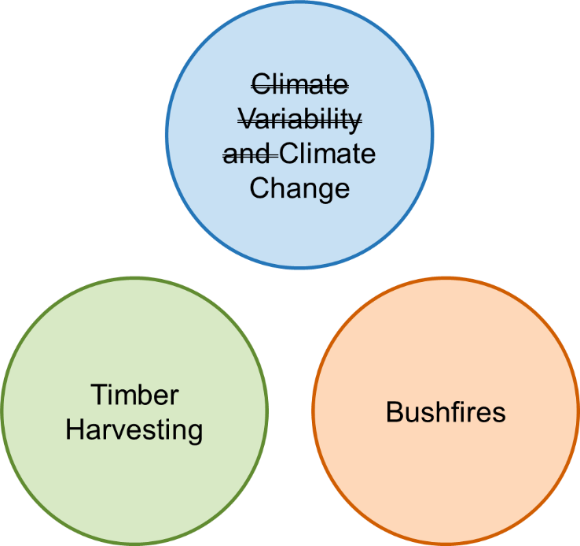 Climate
Variability
and Climate
Change
Timber
Harvesting
Bushfires